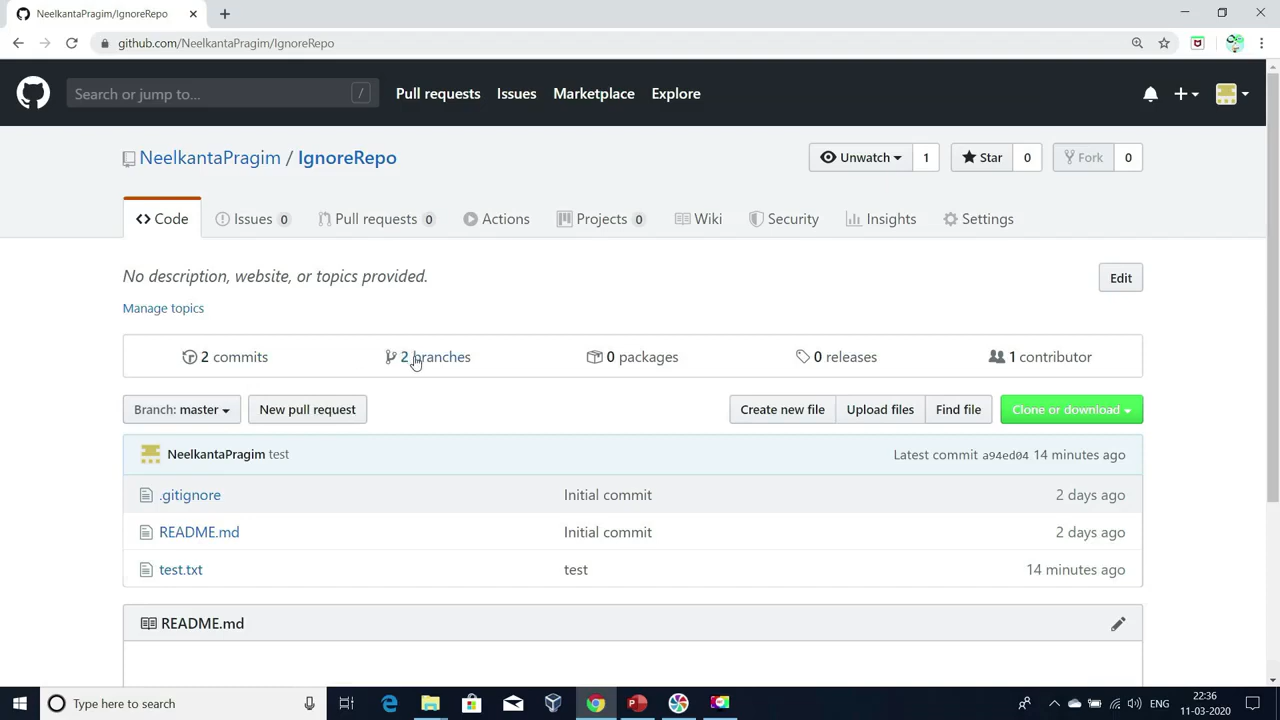 NeelkantaPragim/IgnoreRepo
github.com/NeelkantaPragim/IgnoreRepo
Search or jump to... /
Pull requests Issues Marketplace Explore
NeelkantaPragim / IgnoreRepo
Unwatch 1 Star 0 Fork 0
Code Issues 0 Pull requests 0 Actions Projects 0 Wiki Security Insights Settings
No description, website, or topics provided.
Edit
Manage topics
2 commits 2 branches 0 packages 0 releases 1 contributor
Branch: master New pull request Create new file Upload files Find file Clone or download
NeelkantaPragim test Latest commit a94ed04 14 minutes ago
.gitignore Initial commit 2 days ago
README.md Initial commit 2 days ago
test.txt test 14 minutes ago
README.md
Type here to search
ENG
22:36
11-03-2020